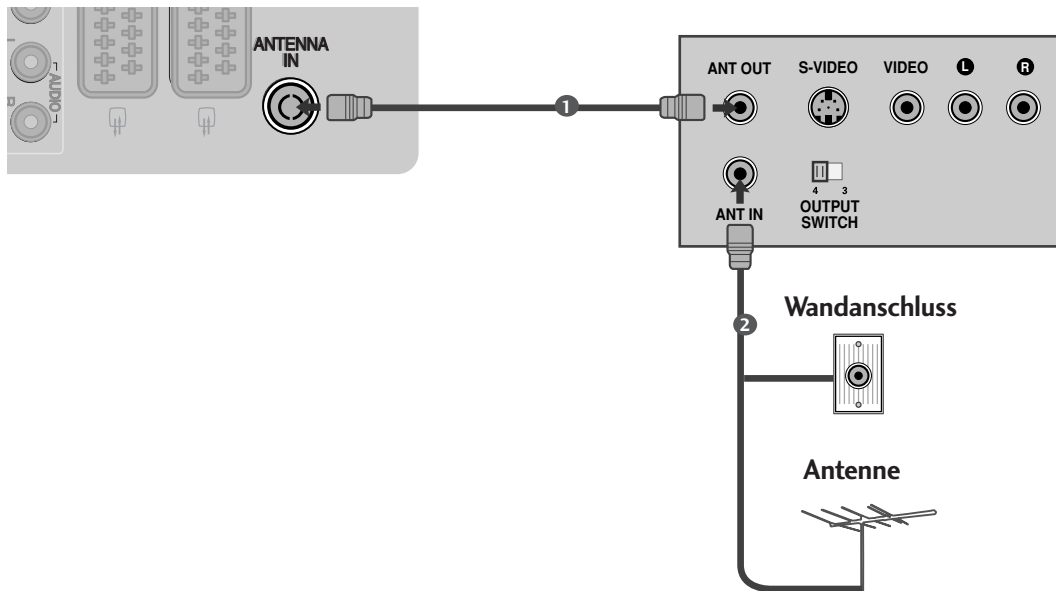 ANTENNA
IN
AUDIO
R
1
ANT OUT
S-VIDEO
VIDEO
L
R
4
3
ANT IN
OUTPUT
SWITCH
2
Wandanschluss
Antenne